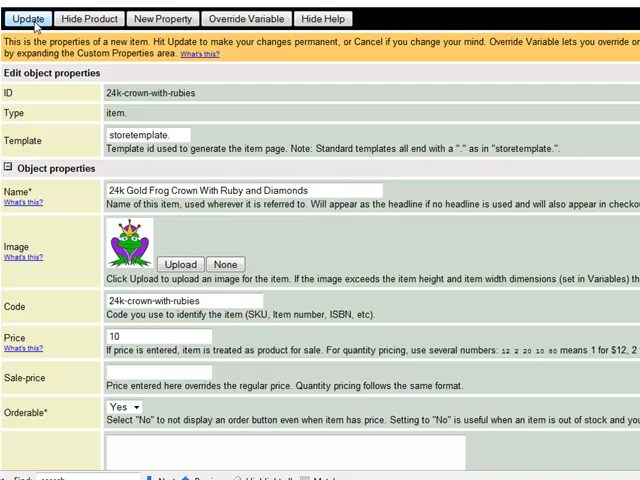 Update Hide Product New Property Override Variable Hide Help
This is the properties of a new item. Hit Update to make your changes permanent, or Cancel if you change your mind. Override Variable lets you override or
by expanding the Custom Properties area. What's this?
Edit object properties
ID 24k-crown-with-rubies
Type item.
Template storetemplate.
Template id used to generate the item page. Note: Standard templates all end with a "." as in "storetemplate.".
Object properties
Name* 24k Gold Frog Crown With Ruby and Diamonds
What's this? Name of this item, used wherever it is referred to. Will appear as the headline if no headline is used and will also appear in checkou
Image
What's this?
Upload None
Click Upload to upload an image for the item. If the image exceeds the item height and item width dimensions (set in Variables) th
Code 24k-crown-with-rubies
Code you use to identify the item (SKU, Item number, ISBN, etc).
Price 10
What's this? If price is entered, item is treated as product for sale. For quantity pricing, use several numbers: 12 2 20 10 80 means 1 for $12, 2
Sale-price
Price entered here overrides the regular price. Quantity pricing follows the same format.
Orderable* Yes
Select "No" to not display an order button even when item has price. Setting to "No" is useful when an item is out of stock and you
Find: search